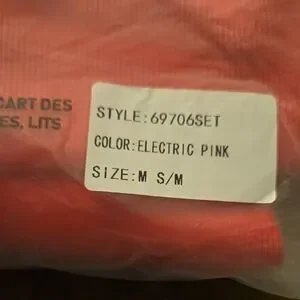 CART DES
ES, LITS
STYLE:69706SET
COLOR:ELECTRIC PINK
SIZE:M S/M